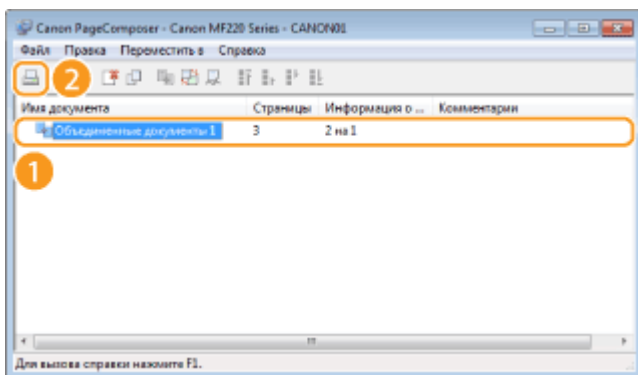 Canon PageComposer - Canon MF220 Series - CANON01
Файл Правка Переместить в Справка
2
Имя документа Страницы Информация о ... Комментарии
Объединенные документы 1 3 2 на 1
1
Для вызова справки нажмите F1.